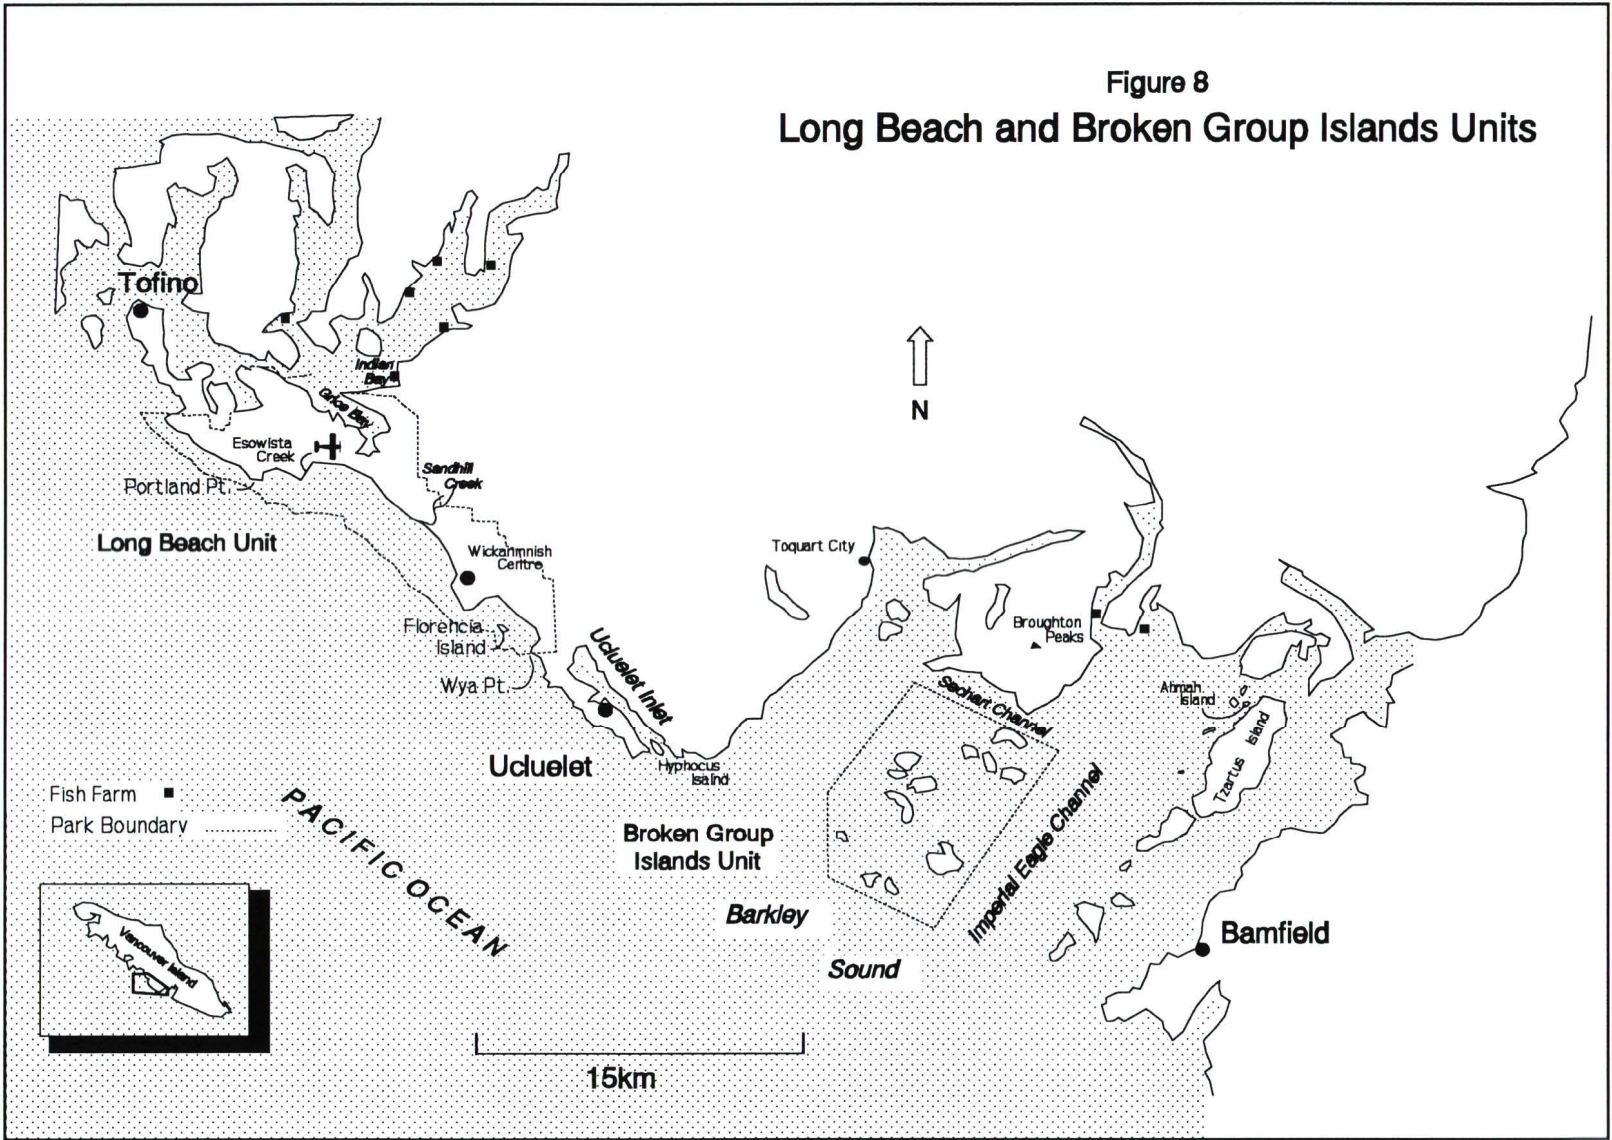 Figure 8
Long Beach and Broken Group Islands Units
Tofino
Indian
Bay
Grice Bay
N
Esowista
Creek
Sandhill
Creek
Portland Pt.
Long Beach Unit
Wickanmnish
Centre
Toquart City
Florencia
Island
Ucluelet Inlet
Broughton
Peaks
Wya Pt.
Sechart Channel
Ahmah
Island
Tzartus Island
Ucluelet
Hyphocus
Isalnd
Fish Farm
Park Boundary
PACIFIC OCEAN
Broken Group
Islands Unit
Imperial Eagle Channel
Barkley
Sound
Bamfield
Vancouver Island
15km